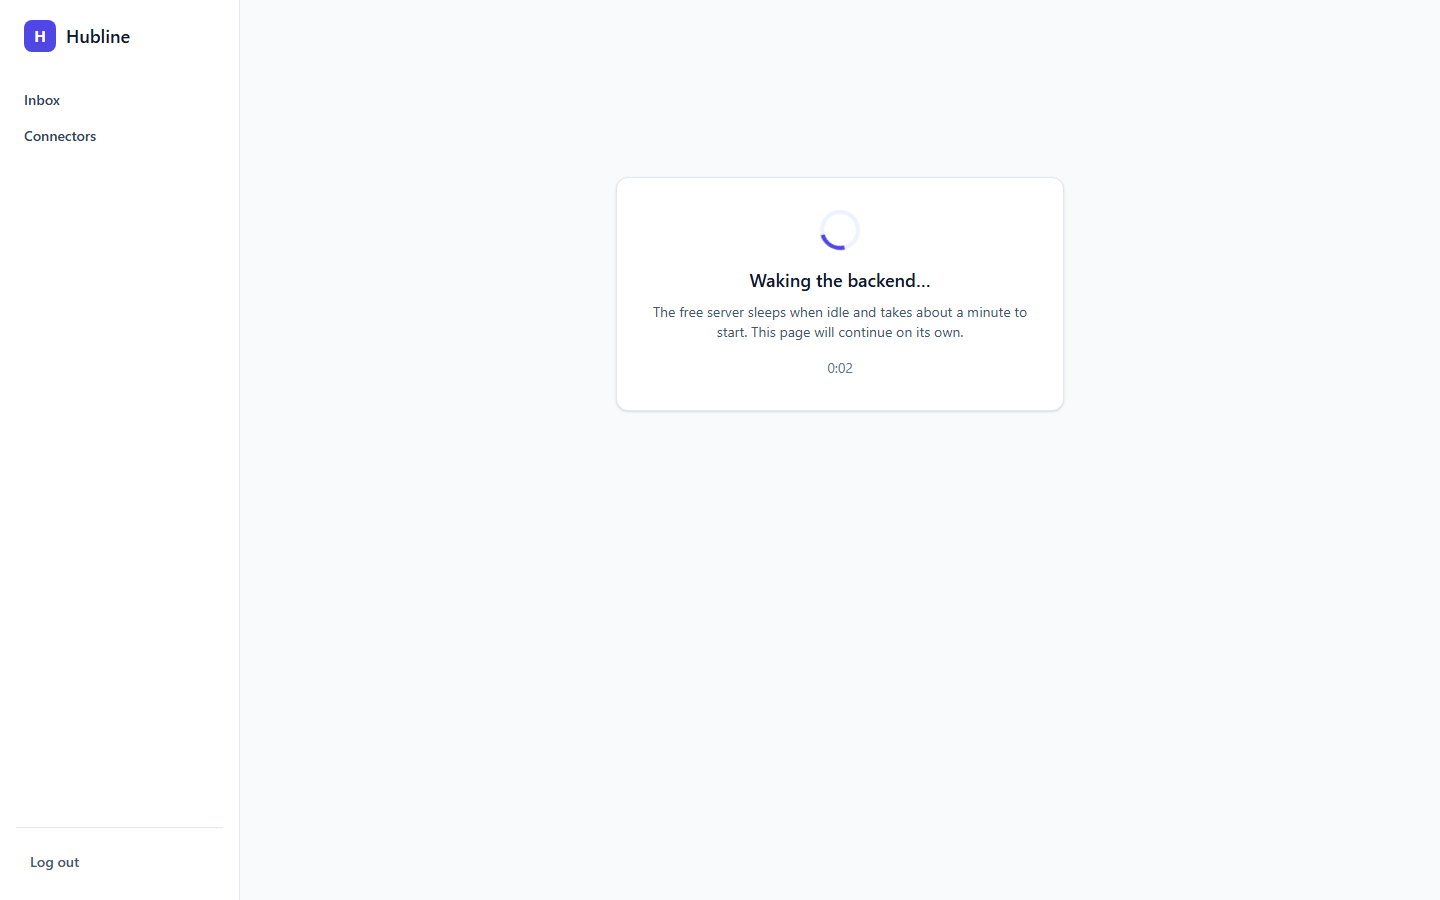 H Hubline
Inbox
Connectors
Waking the backend...
The free server sleeps when idle and takes about a minute to
start. This page will continue on its own.
0:02
Log out